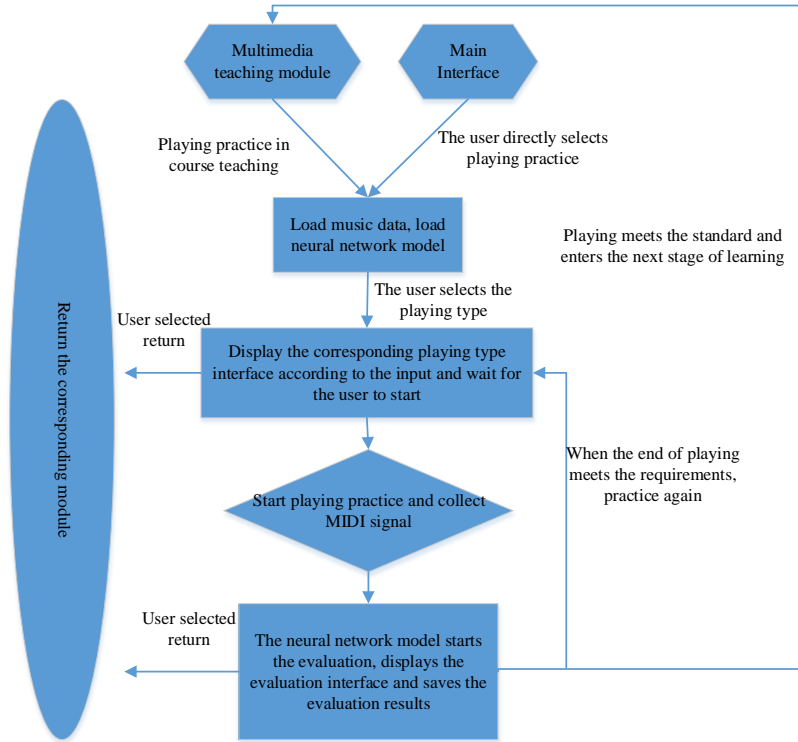 Multimedia
teaching module
Main
Interface
Playing practice in
course teaching
The user directly selects
playing practice
Load music data, load
neural network model
Playing meets the standard and
enters the next stage of learning
The user selects the
playing type
User selected
return
Display the corresponding playing type
interface according to the input and wait for
the user to start
Return the corresponding module
When the end of playing
meets the requirements,
practice again
Start playing practice and collect
MIDI signal
User selected
return
The neural network model starts
the evaluation, displays the
evaluation interface and saves the
evaluation results